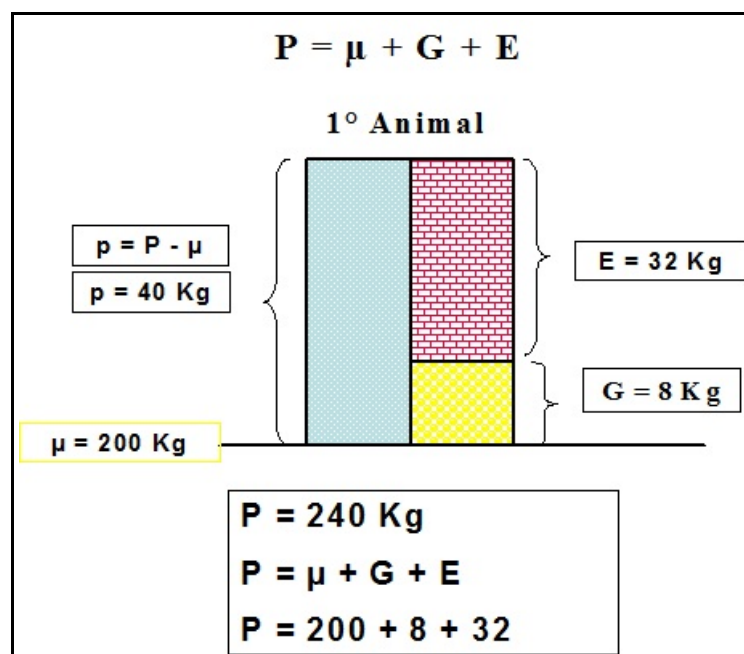 P = μ + G + E
1° Animal
p = P - μ
p = 40 Kg
E = 32 Kg
G = 8 Kg
μ = 200 Kg
P = 240 Kg
P = μ + G + E
P = 200 + 8 + 32